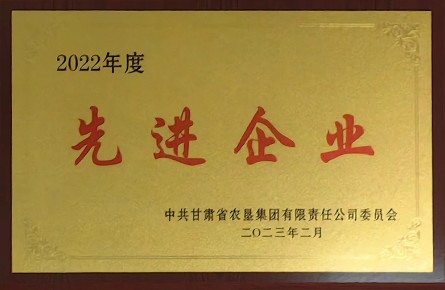 2022年度
先进企业
中共甘肃省农垦集团有限责任公司委员会
二〇二三年二月